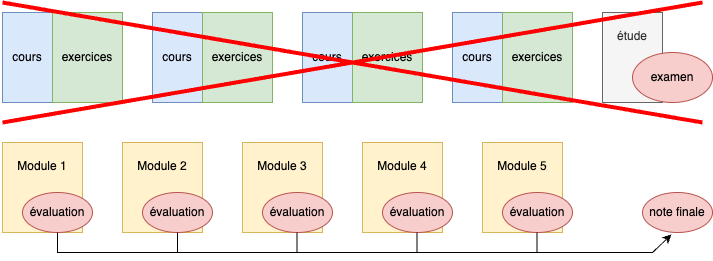 cours exercices cours exercices cours exercices cours exercices étude
examen
Module 1 Module 2 Module 3 Module 4 Module 5
évaluation évaluation évaluation évaluation évaluation note finale